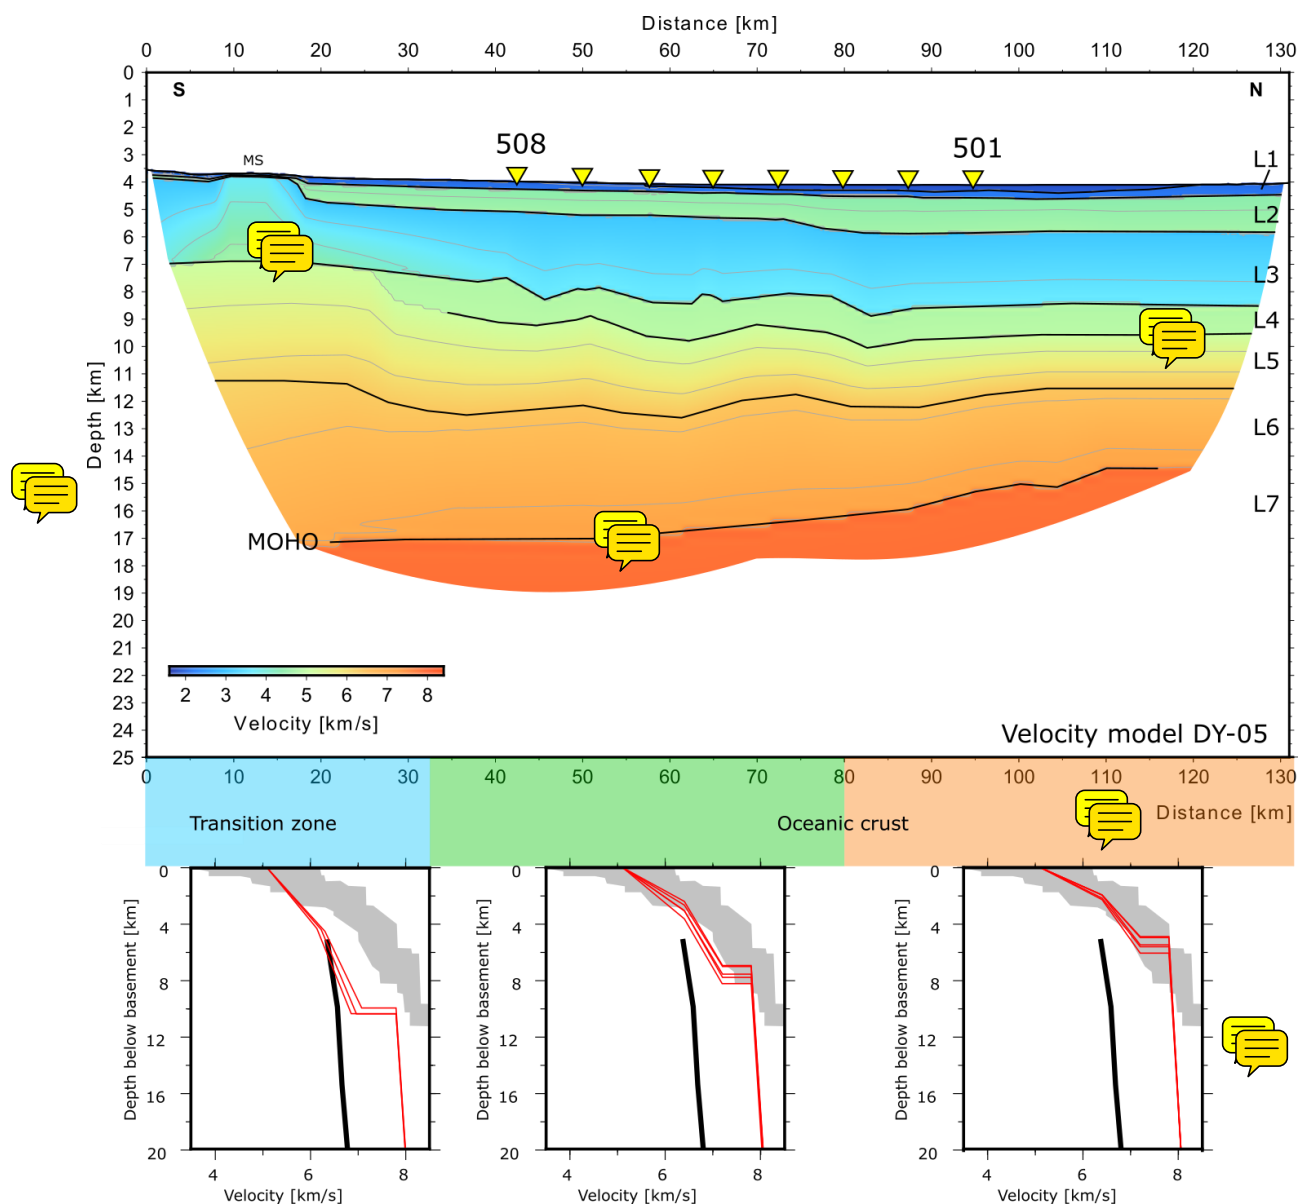 Distance [km]
0 10 20 30 40 50 60 70 80 90 100 110 120 130
S N
508 501
MS
L1
L2
L3
L4
L5
L6
L7
MOHO
Depth [km]
0
1
2
3
4
5
6
7
8
9
10
11
12
13
14
15
16
17
18
19
20
21
22
23
24
25
2 3 4 5 6 7 8
Velocity [km/s]
Velocity model DY-05
0 10 20 30 40 50 60 70 80 90 100 110 120 130
Distance [km]
Transition zone Oceanic crust
Depth below basement [km]
0
4
8
12
16
20
4 6 8
Velocity [km/s]
Depth below basement [km]
0
4
8
12
16
20
4 6 8
Velocity [km/s]
Depth below basement [km]
0
4
8
12
16
20
4 6 8
Velocity [km/s]